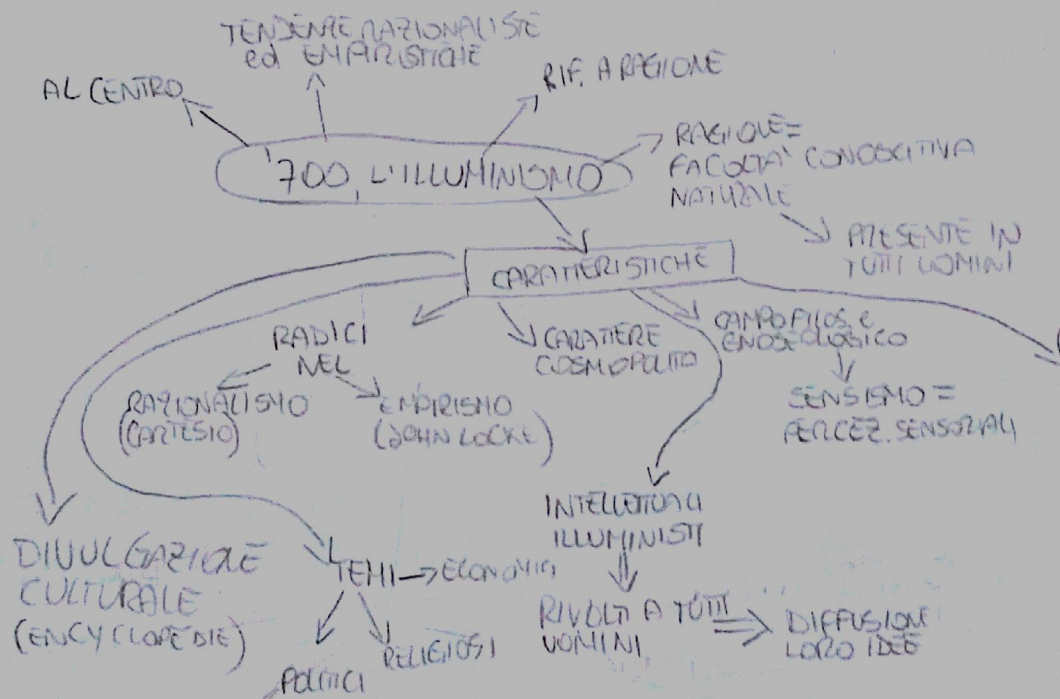 TENDENZE RAZIONALISTE
ed EMPIRISTICHE
AL CENTRO
RIF. A RAGIONE
'700, L'ILLUMINISMO
RAGIONE=
FACOLTA' CONOSCITIVA
NATURALE
PRESENTE IN
TUTTI UOMINI
CARATTERISTICHE
RADICI
NEL
RAZIONALISMO
(CARTESIO)
EMPIRISMO
(JOHN LOCKE)
CARATTERE
COSMOPOLITO
CAMPO FILOS. e
GNOSEOLOGICO
SENSISMO =
PERCEZ. SENSORIALI
INTELLETTUALI
ILLUMINISTI
RIVOLTI A TUTTI
UOMINI
DIFFUSIONE
LORO IDEE
DIVULGAZIONE
CULTURALE
(ENCYCLOPEDIE)
TEMI
ECONOMICI
POLITICI
RELIGIOSI